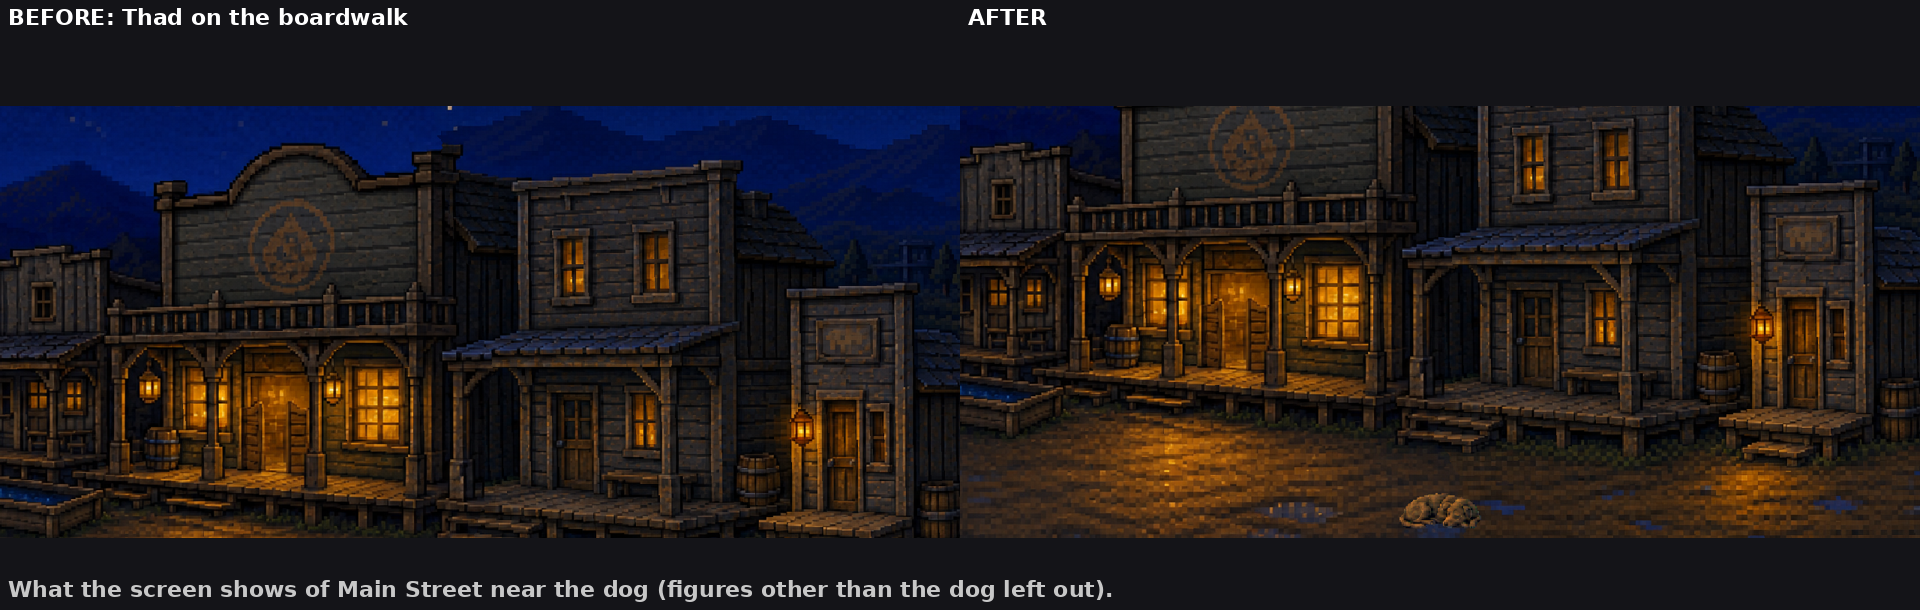 BEFORE: Thad on the boardwalk
AFTER
What the screen shows of Main Street near the dog (figures other than the dog left out).